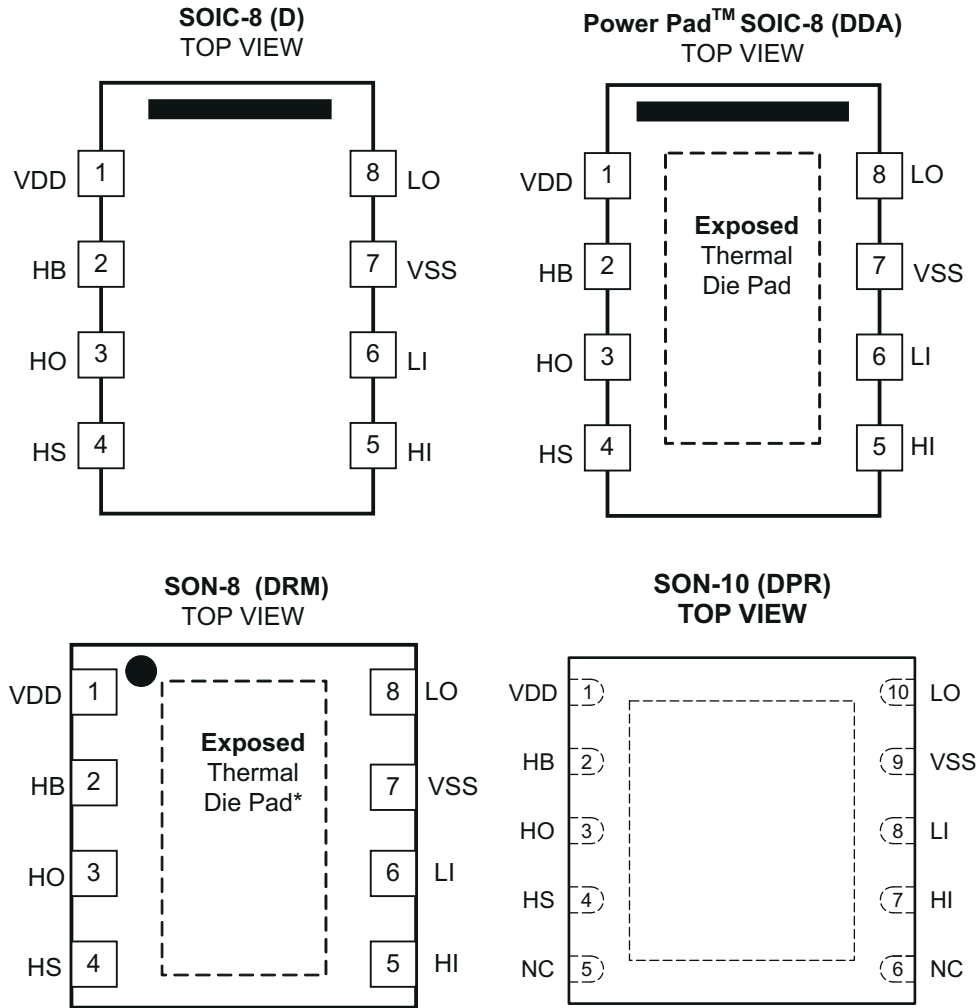 SOIC-8 (D)
TOP VIEW
VDD 1 8 LO
HB 2 7 VSS
HO 3 6 LI
HS 4 5 HI
Power Pad™ SOIC-8 (DDA)
TOP VIEW
VDD 1 8 LO
Exposed
Thermal
Die Pad
HB 2 7 VSS
HO 3 6 LI
HS 4 5 HI
SON-8 (DRM)
TOP VIEW
VDD 1 8 LO
Exposed
Thermal
Die Pad*
HB 2 7 VSS
HO 3 6 LI
HS 4 5 HI
SON-10 (DPR)
TOP VIEW
VDD 1 10 LO
HB 2 9 VSS
HO 3 8 LI
HS 4 7 HI
NC 5 6 NC